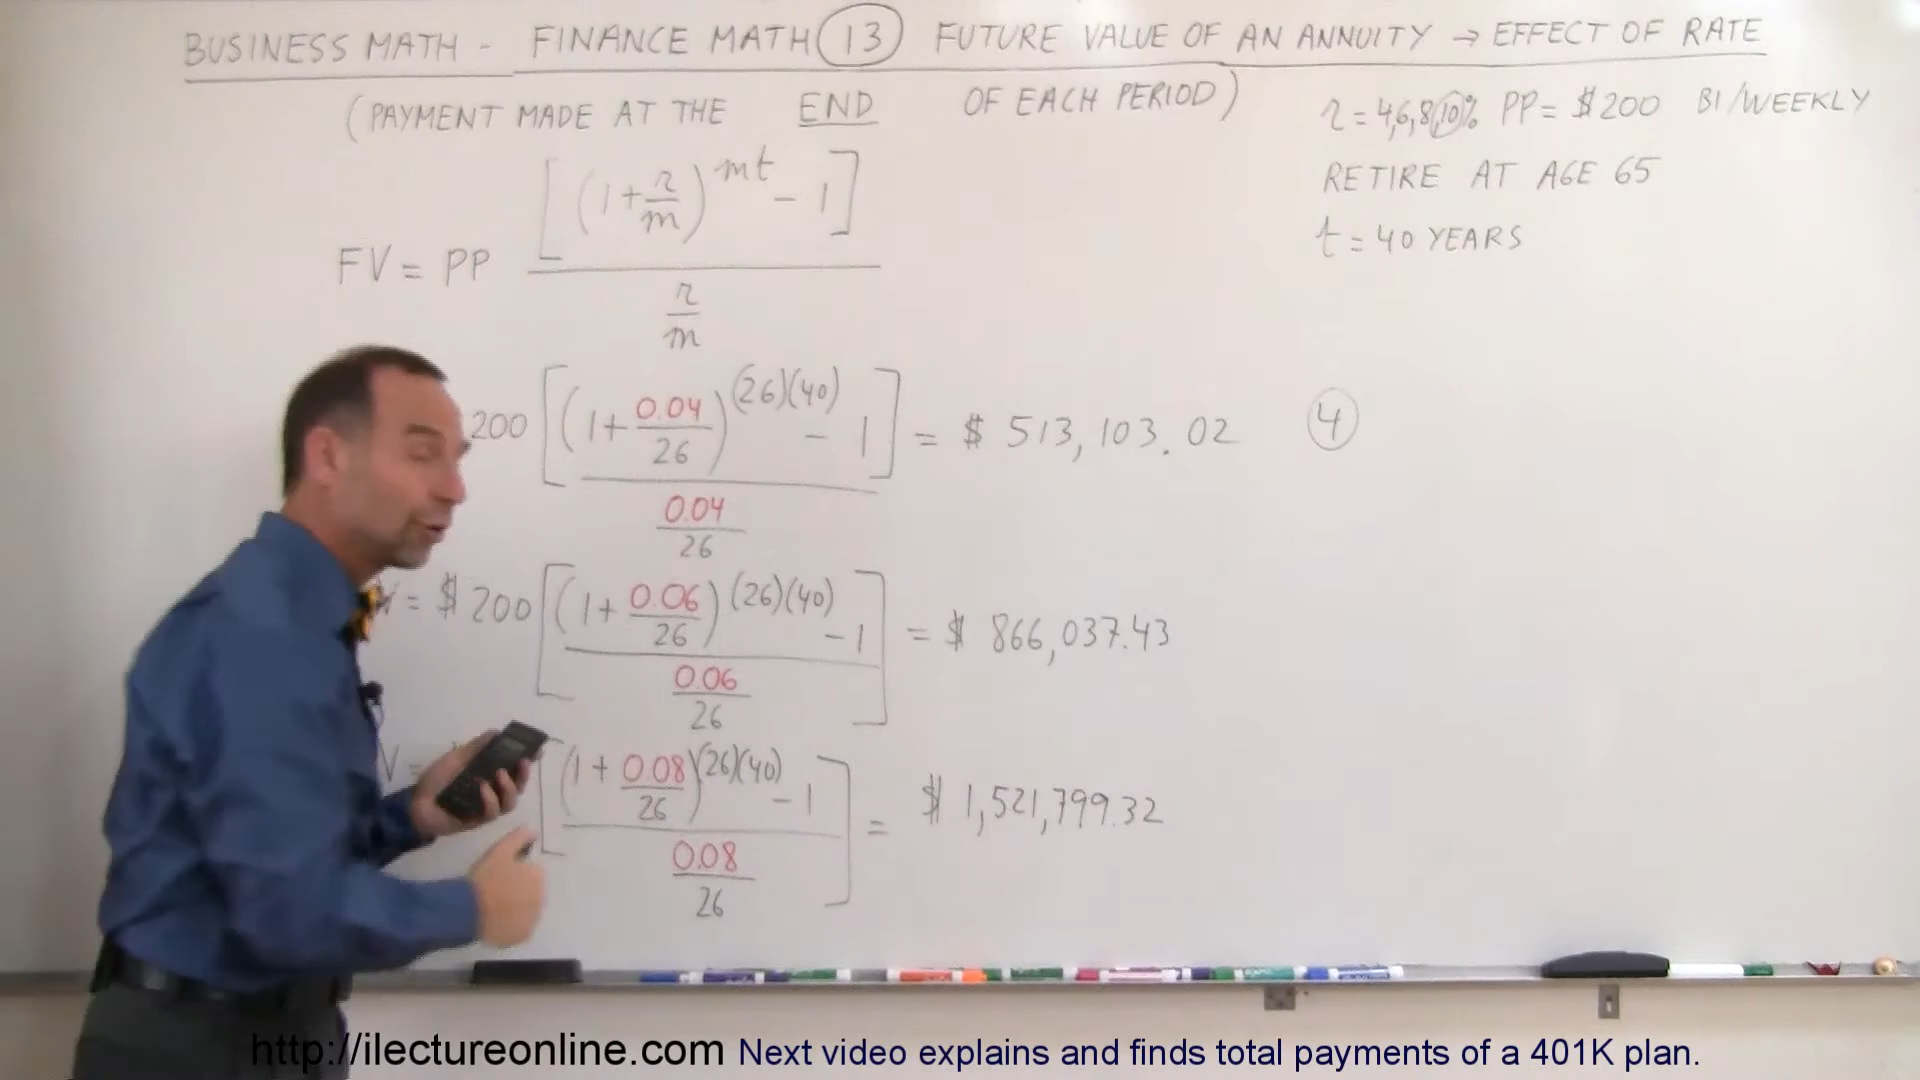 BUSINESS MATH - FINANCE MATH 13 FUTURE VALUE OF AN ANNUITY → EFFECT OF RATE
(PAYMENT MADE AT THE END OF EACH PERIOD)
r = 4,6,8,10% PP = $200 BI/WEEKLY
RETIRE AT AGE 65
t = 40 YEARS
FV = PP [(1 + r/m)^mt - 1] / (r/m)
200 [(1 + 0.04/26)^(26)(40) - 1] / (0.04/26) = $ 513,103.02
4
= $200 [(1 + 0.06/26)^(26)(40) - 1 / (0.06/26)] = $ 866,037.43
V = [(1 + 0.08/26)^(26)(40) - 1 / (0.08/26)] = $ 1,521,799.32
http://ilectureonline.com Next video explains and finds total payments of a 401K plan.